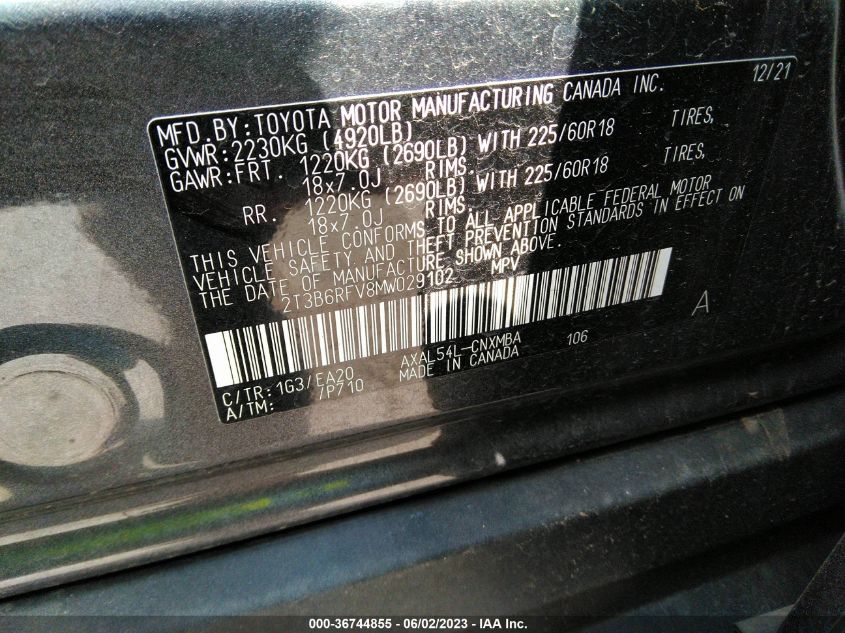 MFD.BY:TOYOTA MOTOR MANUFACTURING CANADA INC. 12/21
GVWR:2230KG (4920LB)
GAWR:FRT. 1220KG (2690LB) WITH 225/60R18 TIRES,
18x7.0J RIMS.
RR. 1220KG (2690LB) WITH 225/60R18 TIRES,
18x7.0J RIMS.
THIS VEHICLE CONFORMS TO ALL APPLICABLE FEDERAL MOTOR
VEHICLE SAFETY AND THEFT PREVENTION STANDARDS IN EFFECT ON
THE DATE OF MANUFACTURE SHOWN ABOVE.
2T3B6RFV8MW029102 MPV
A
C/TR:1G3/EA20 AXAL54L-CNXMBA 106
A/TM: /P710 MADE IN CANADA
000-36744855 - 06/02/2023 - IAA Inc.